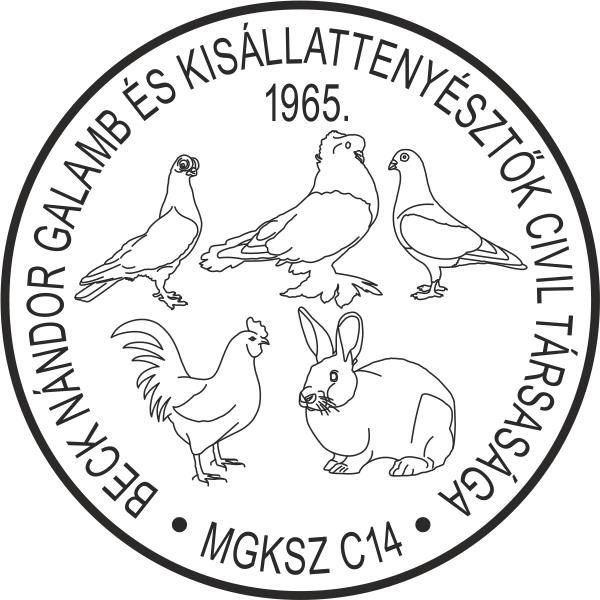 BECK NÁNDOR GALAMB ÉS KISÁLLATTENYÉSZTŐK CIVIL TÁRSASÁGA
1965.
• MGKSZ C14 •